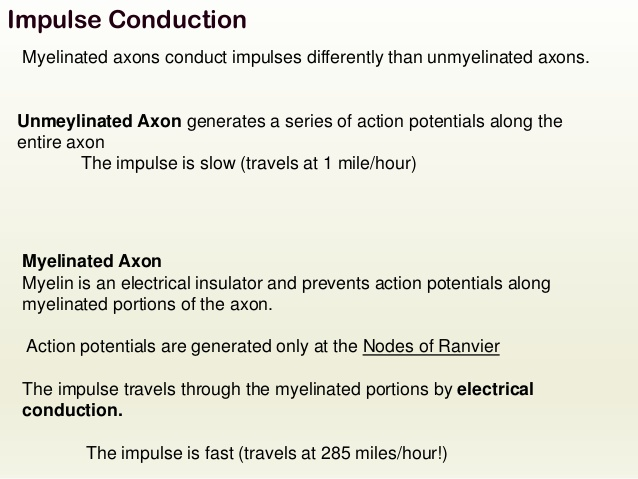 Impulse Conduction
Myelinated axons conduct impulses differently than unmyelinated axons.
Unmeylinated Axon generates a series of action potentials along the
entire axon
The impulse is slow (travels at 1 mile/hour)
Myelinated Axon
Myelin is an electrical insulator and prevents action potentials along
myelinated portions of the axon.
Action potentials are generated only at the Nodes of Ranvier
The impulse travels through the myelinated portions by electrical
conduction.
The impulse is fast (travels at 285 miles/hour!)